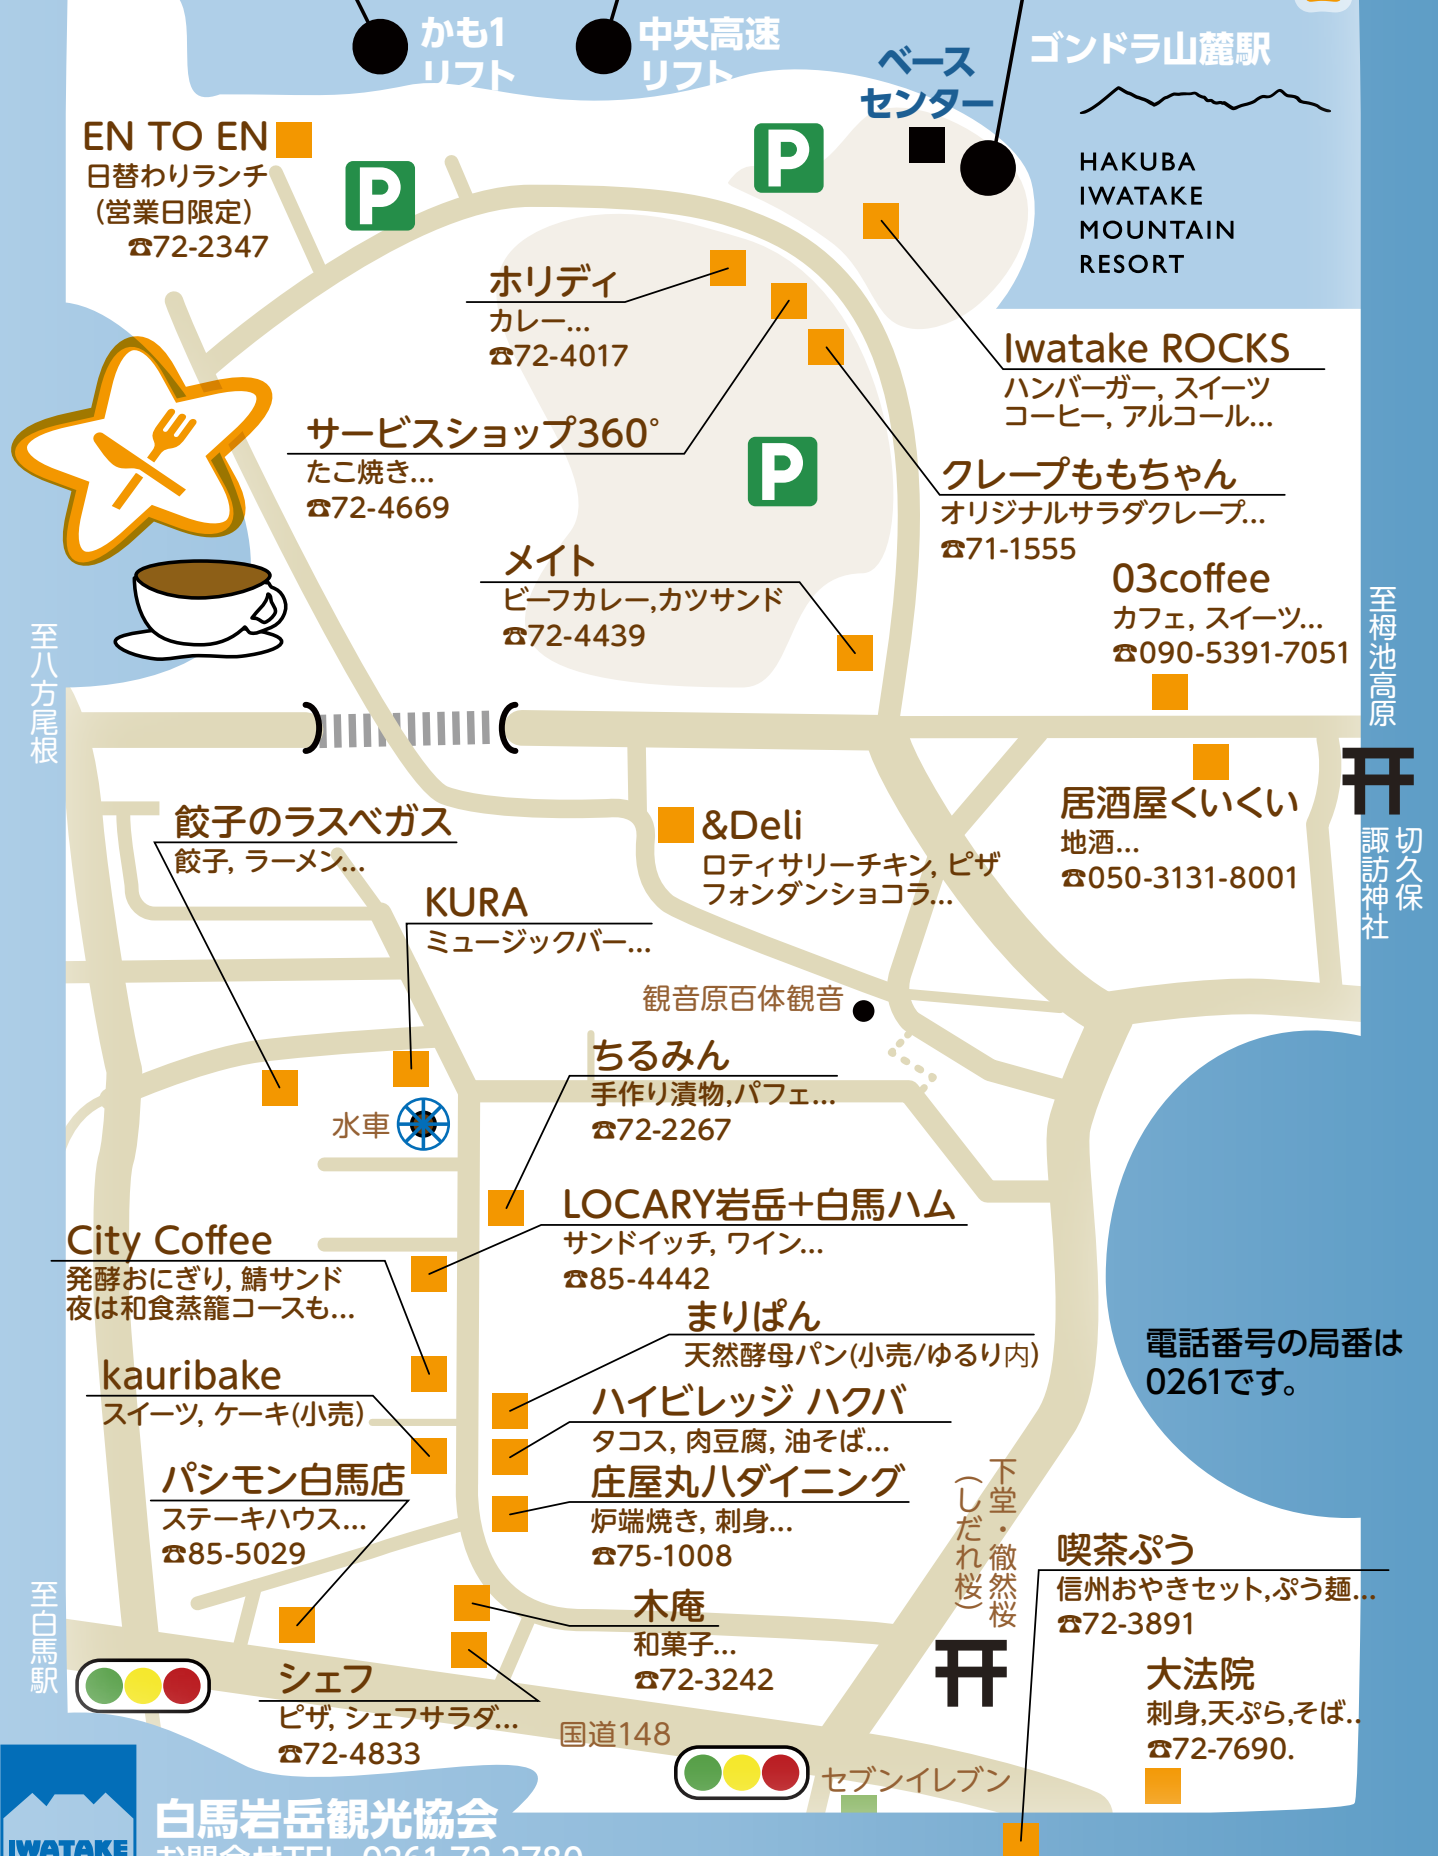 かも1
リフト
中央高速
リフト
ベース
センター
ゴンドラ山麓駅
HAKUBA
IWATAKE
MOUNTAIN
RESORT
EN TO EN
日替わりランチ
(営業日限定)
☎72-2347
P
P
ホリディ
カレー...
☎72-4017
Iwatake ROCKS
ハンバーガー, スイーツ
コーヒー, アルコール...
サービスショップ360°
たこ焼き...
☎72-4669
P
クレープももちゃん
オリジナルサラダクレープ...
☎71-1555
メイト
ビーフカレー,カツサンド
☎72-4439
03coffee
カフェ, スイーツ...
☎090-5391-7051
至八方尾根
至栂池高原
餃子のラスベガス
餃子, ラーメン...
&Deli
ロティサリーチキン, ピザ
フォンダンショコラ...
居酒屋くいくい
地酒...
☎050-3131-8001
切久保
諏訪神社
KURA
ミュージックバー...
観音原百体観音
ちるみん
手作り漬物,パフェ...
☎72-2267
水車
LOCARY岩岳+白馬ハム
サンドイッチ, ワイン...
☎85-4442
City Coffee
発酵おにぎり, 鯖サンド
夜は和食蒸籠コースも...
まりぱん
天然酵母パン(小売/ゆるり内)
電話番号の局番は
0261です。
kauribake
スイーツ, ケーキ(小売)
ハイビレッジ ハクバ
タコス, 肉豆腐, 油そば...
パシモン白馬店
ステーキハウス...
☎85-5029
庄屋丸八ダイニング
炉端焼き, 刺身...
☎75-1008
下堂・徹然桜
(しだれ桜)
喫茶ぷう
信州おやきセット,ぷう麺...
☎72-3891
至白馬駅
木庵
和菓子...
☎72-3242
シェフ
ピザ, シェフサラダ...
☎72-4833
大法院
刺身,天ぷら,そば..
☎72-7690.
国道148
セブンイレブン
IWATAKE
白馬岩岳観光協会
お問合せTEL 0261-72-2780